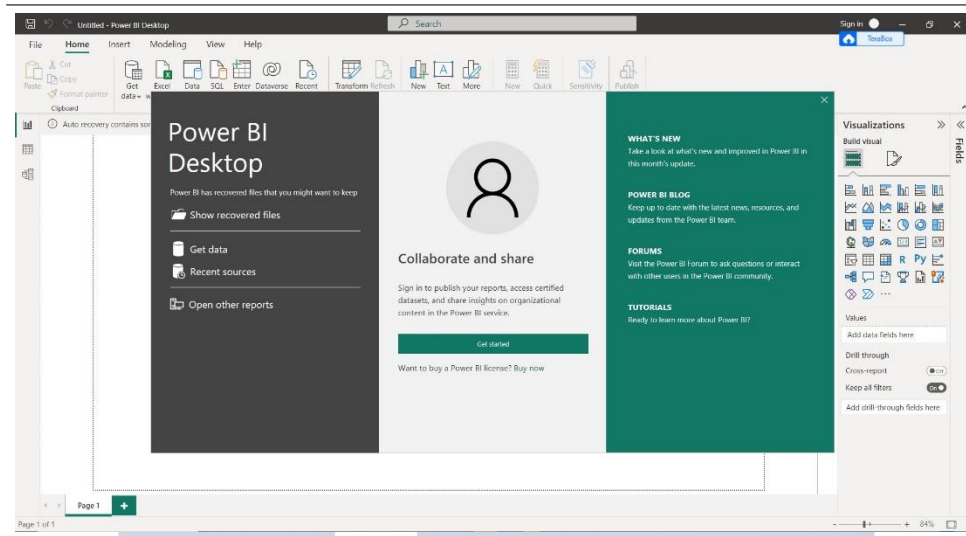 Untitled - Power BI Desktop
Search
Sign in
TeraBox
File Home Insert Modeling View Help
Paste
Cut
Copy
Format painter
Clipboard
Get data
Excel
Data
SQL
Enter
Dataverse
Recent
Transform
Refresh
New
Text
More
New
Quick
Sensitivity
Publish
Auto recovery contains
Power BI
Desktop
Power BI has recovered files that you might want to keep
Show recovered files
Get data
Recent sources
Open other reports
Collaborate and share
Sign in to publish your reports, access certified
datasets, and share insights on organizational
content in the Power BI service.
Get started
Want to buy a Power BI license? Buy now
WHAT'S NEW
Take a look at what's new and improved in Power BI in
this month's update.
POWER BI BLOG
Keep up to date with the latest news, resources, and
updates from the Power BI team.
FORUMS
Visit the Power BI Forum to ask questions or interact
with other users in the Power BI community.
TUTORIALS
Ready to learn more about Power BI?
Visualizations
Fields
Build visual
R Py
Values
Add data fields here
Drill through
Cross-report
Off
Keep all filters
On
Add drill-through fields here
Page 1
Page 1 of 1
84%